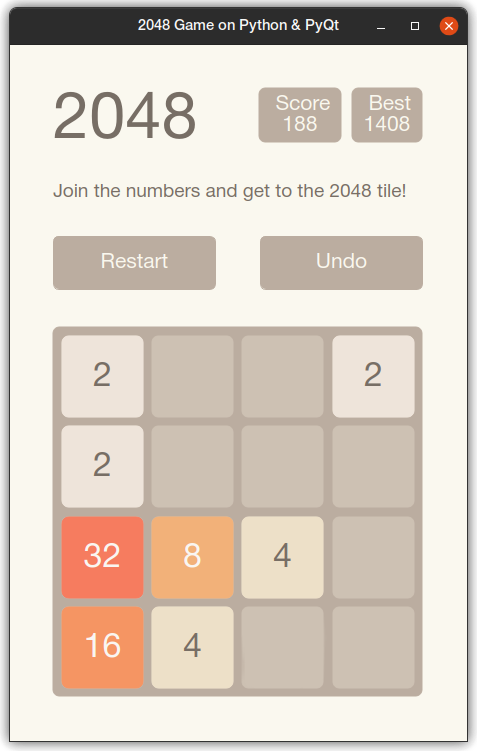 2048 Game on Python & PyQt
2048
Score
188
Best
1408
Join the numbers and get to the 2048 tile!
Restart
Undo
2 2
2
32 8 4
16 4